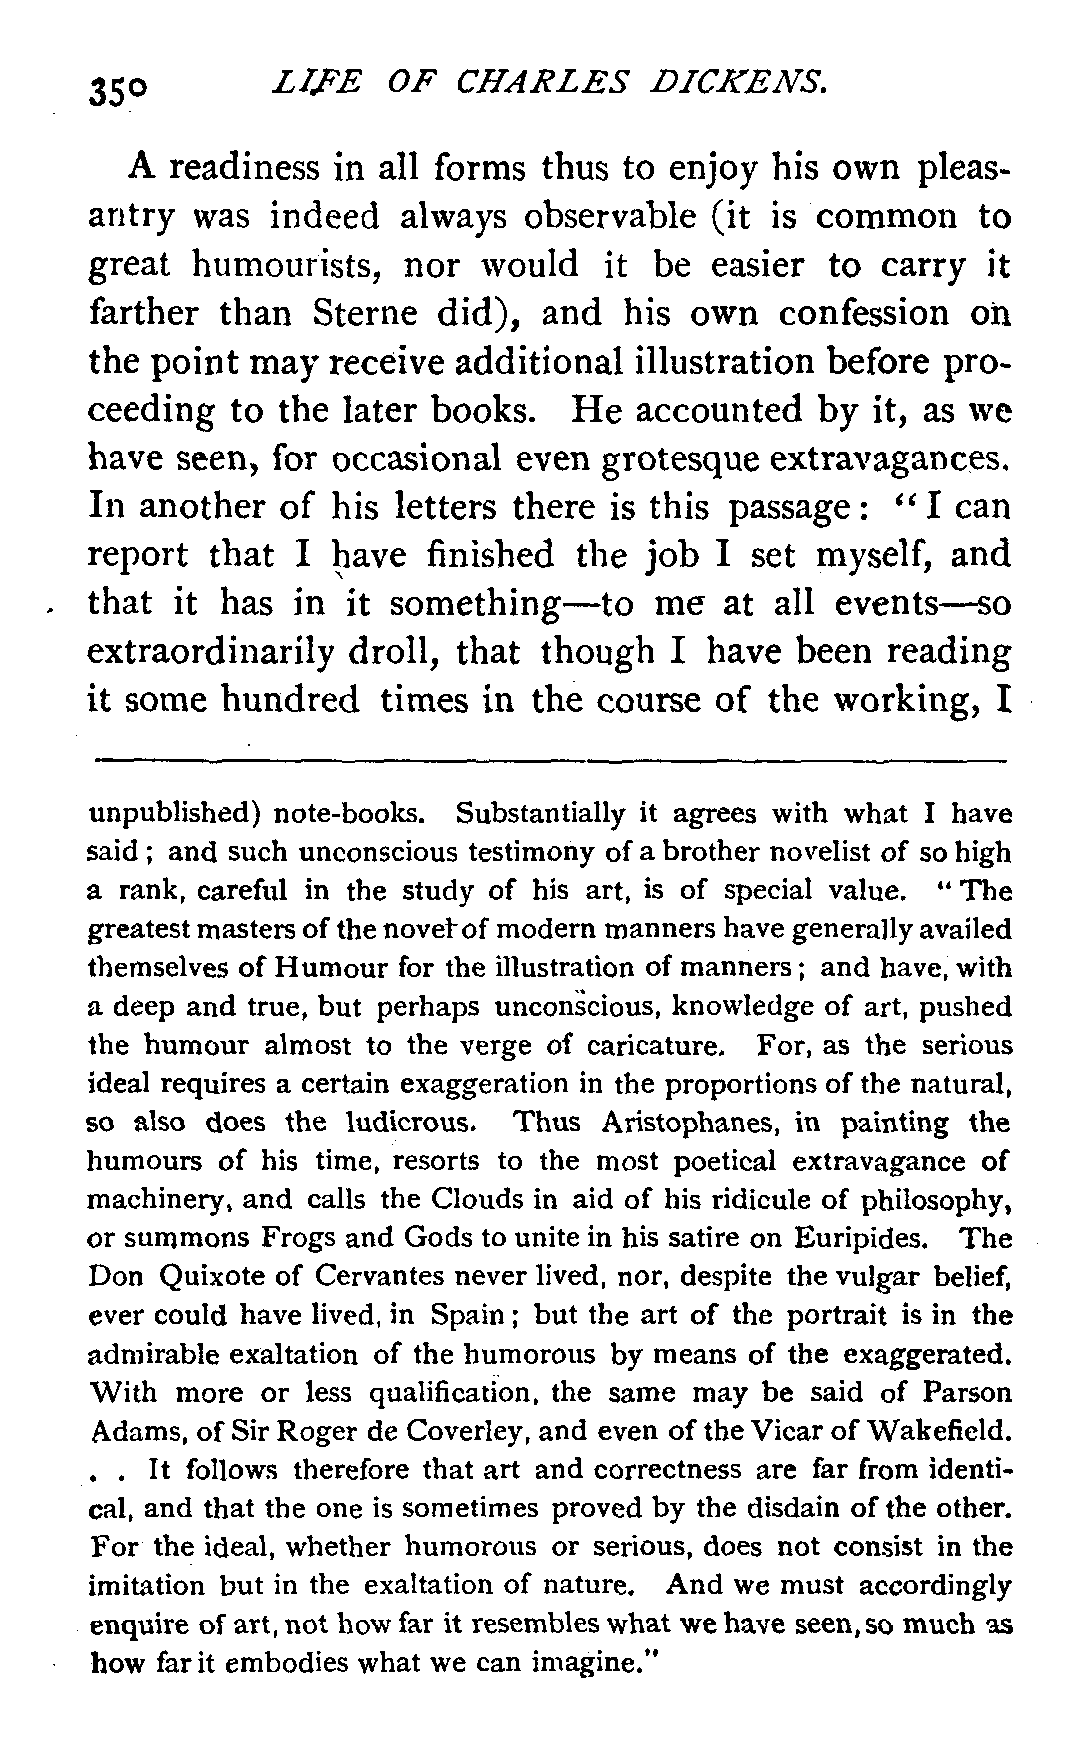 350 LIFE OF CHARLES DICKENS.
A readiness in all forms thus to enjoy his own pleas-
antry was indeed always observable (it is common to
great humourists, nor would it be easier to carry it
farther than Sterne did), and his own confession on
the point may receive additional illustration before pro-
ceeding to the later books. He accounted by it, as we
have seen, for occasional even grotesque extravagances.
In another of his letters there is this passage: "I can
report that I have finished the job I set myself, and
that it has in it something—to me at all events—so
extraordinarily droll, that though I have been reading
it some hundred times in the course of the working, I
unpublished) note-books. Substantially it agrees with what I have
said; and such unconscious testimony of a brother novelist of so high
a rank, careful in the study of his art, is of special value. "The
greatest masters of the novel of modern manners have generally availed
themselves of Humour for the illustration of manners; and have, with
a deep and true, but perhaps unconscious, knowledge of art, pushed
the humour almost to the verge of caricature. For, as the serious
ideal requires a certain exaggeration in the proportions of the natural,
so also does the ludicrous. Thus Aristophanes, in painting the
humours of his time, resorts to the most poetical extravagance of
machinery, and calls the Clouds in aid of his ridicule of philosophy,
or summons Frogs and Gods to unite in his satire on Euripides. The
Don Quixote of Cervantes never lived, nor, despite the vulgar belief,
ever could have lived, in Spain; but the art of the portrait is in the
admirable exaltation of the humorous by means of the exaggerated.
With more or less qualification, the same may be said of Parson
Adams, of Sir Roger de Coverley, and even of the Vicar of Wakefield.
. . It follows therefore that art and correctness are far from identi-
cal, and that the one is sometimes proved by the disdain of the other.
For the ideal, whether humorous or serious, does not consist in the
imitation but in the exaltation of nature. And we must accordingly
enquire of art, not how far it resembles what we have seen, so much as
how far it embodies what we can imagine."